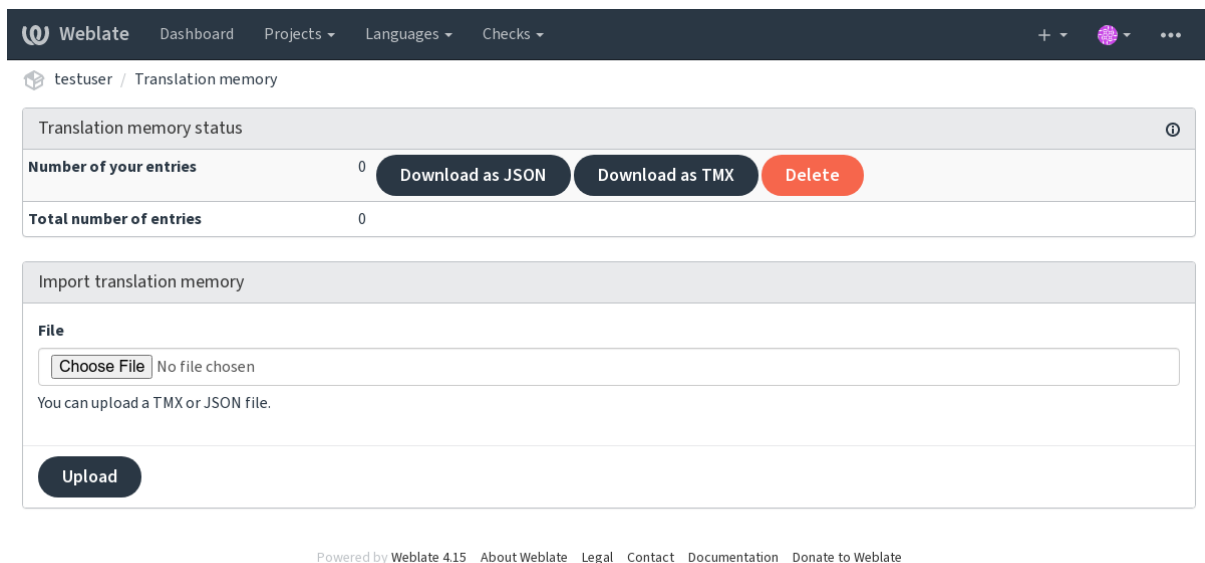 Weblate Dashboard Projects Languages Checks
testuser / Translation memory
Translation memory status
Number of your entries 0 Download as JSON Download as TMX Delete
Total number of entries 0
Import translation memory
File
Choose File No file chosen
You can upload a TMX or JSON file.
Upload
Powered by Weblate 4.15 About Weblate Legal Contact Documentation Donate to Weblate